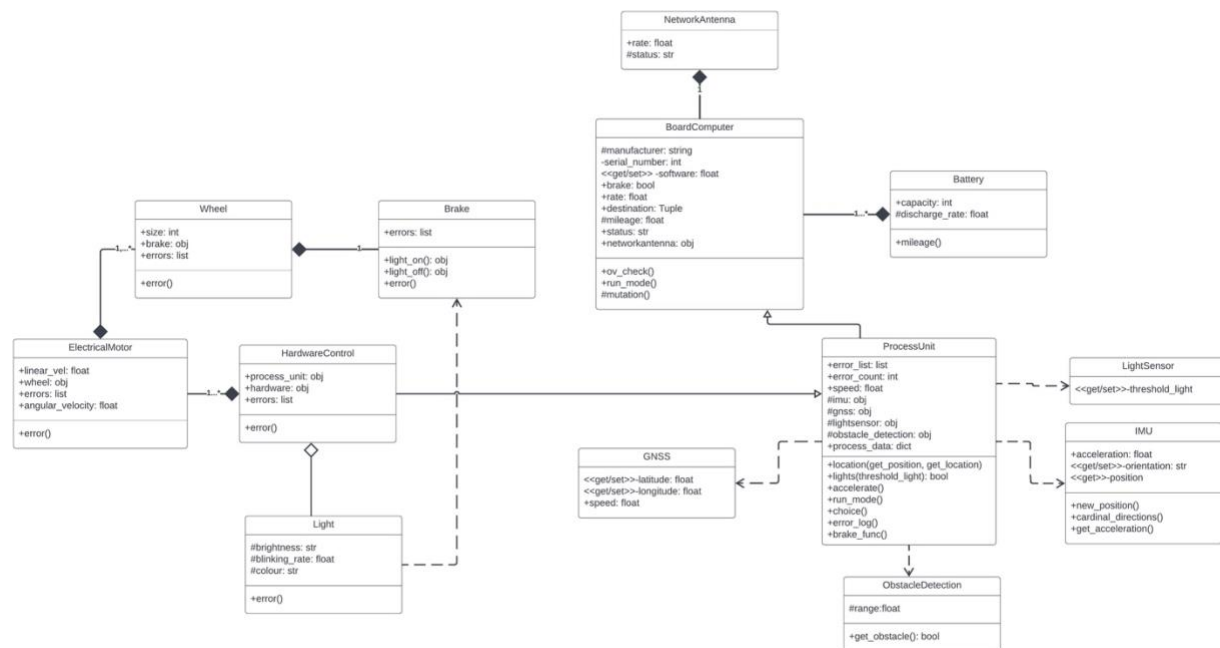 NetworkAntenna
+rate: float
#status: str
1
BoardComputer
#manufacturer: string
-serial_number: int
<<get/set>> -software: float
+brake: bool
+rate: float
+destination: Tuple
#mileage: float
+status: str
+networkantenna: obj
+ov_check()
+run_mode()
#mutation()
1...*
Battery
+capacity: int
#discharge_rate: float
+mileage()
Wheel
+size: int
+brake: obj
+errors: list
+error()
1
Brake
+errors: list
+light_on(): obj
+light_off(): obj
+error()
1,...*
ElectricalMotor
+linear_vel: float
+wheel: obj
+errors: list
+angular_velocity: float
+error()
1...*
HardwareControl
+process_unit: obj
+hardware: obj
+errors: list
+error()
ProcessUnit
+error_list: list
+error_count: int
+speed: float
#imu: obj
#gnss: obj
#lightsensor: obj
#obstacle_detection: obj
+process_data: dict
+location(get_position, get_location)
+lights(threshold_light): bool
+accelerate()
+run_mode()
+choice()
+error_log()
+brake_func()
LightSensor
<<get/set>>-threshold_light
IMU
+acceleration: float
<<get/set>>-orientation: str
<<get>>-position
+new_position()
+cardinal_directions()
+get_acceleration()
GNSS
<<get/set>>-latitude: float
<<get/set>>-longitude: float
+speed: float
Light
#brightness: str
#blinking_rate: float
#colour: str
+error()
ObstacleDetection
#range:float
+get_obstacle(): bool